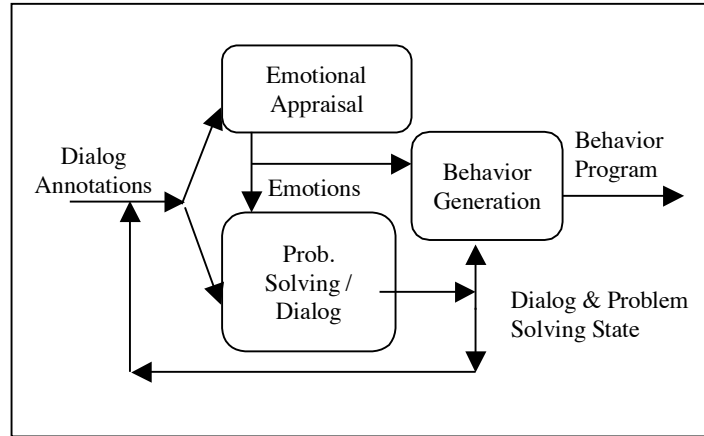 Emotional
Appraisal
Dialog
Annotations
Emotions
Behavior
Generation
Behavior
Program
Prob.
Solving /
Dialog
Dialog & Problem
Solving State